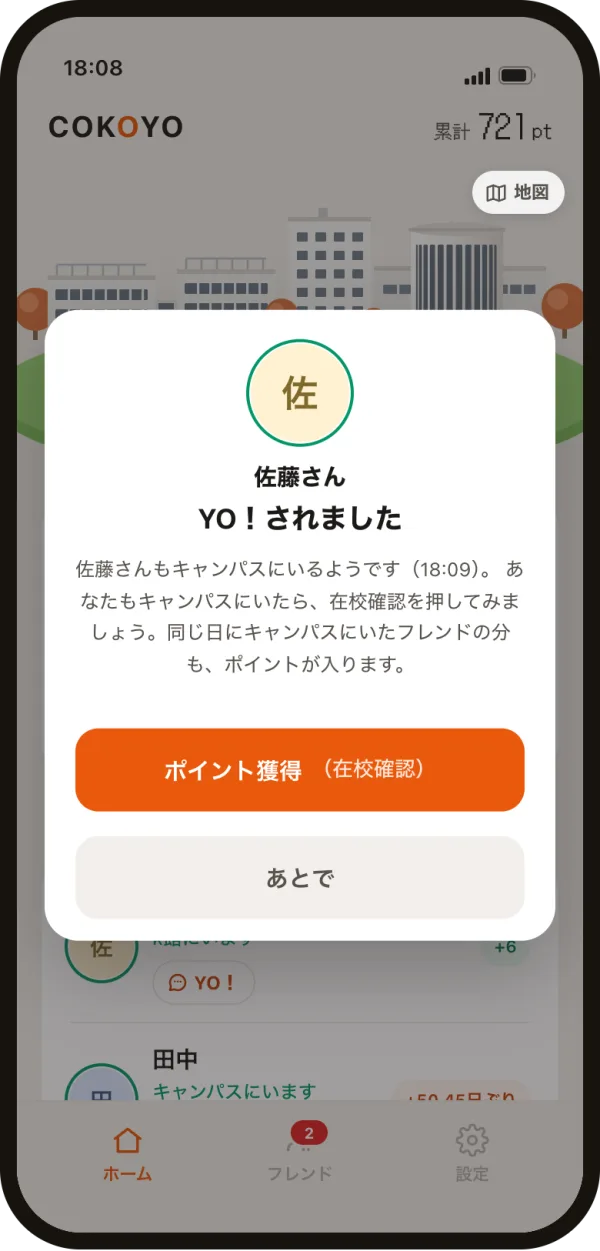 18:08
COKOYO
累計 721 pt
地図
佐
佐藤さん
YO！されました
佐藤さんもキャンパスにいるようです（18:09）。 あ
なたもキャンパスにいたら、在校確認を押してみま
しょう。同じ日にキャンパスにいたフレンドの分
も、ポイントが入ります。
ポイント獲得 （在校確認）
あとで
佐
+6
YO！
田中
キャンパスにいます
2
ホーム
フレンド
設定